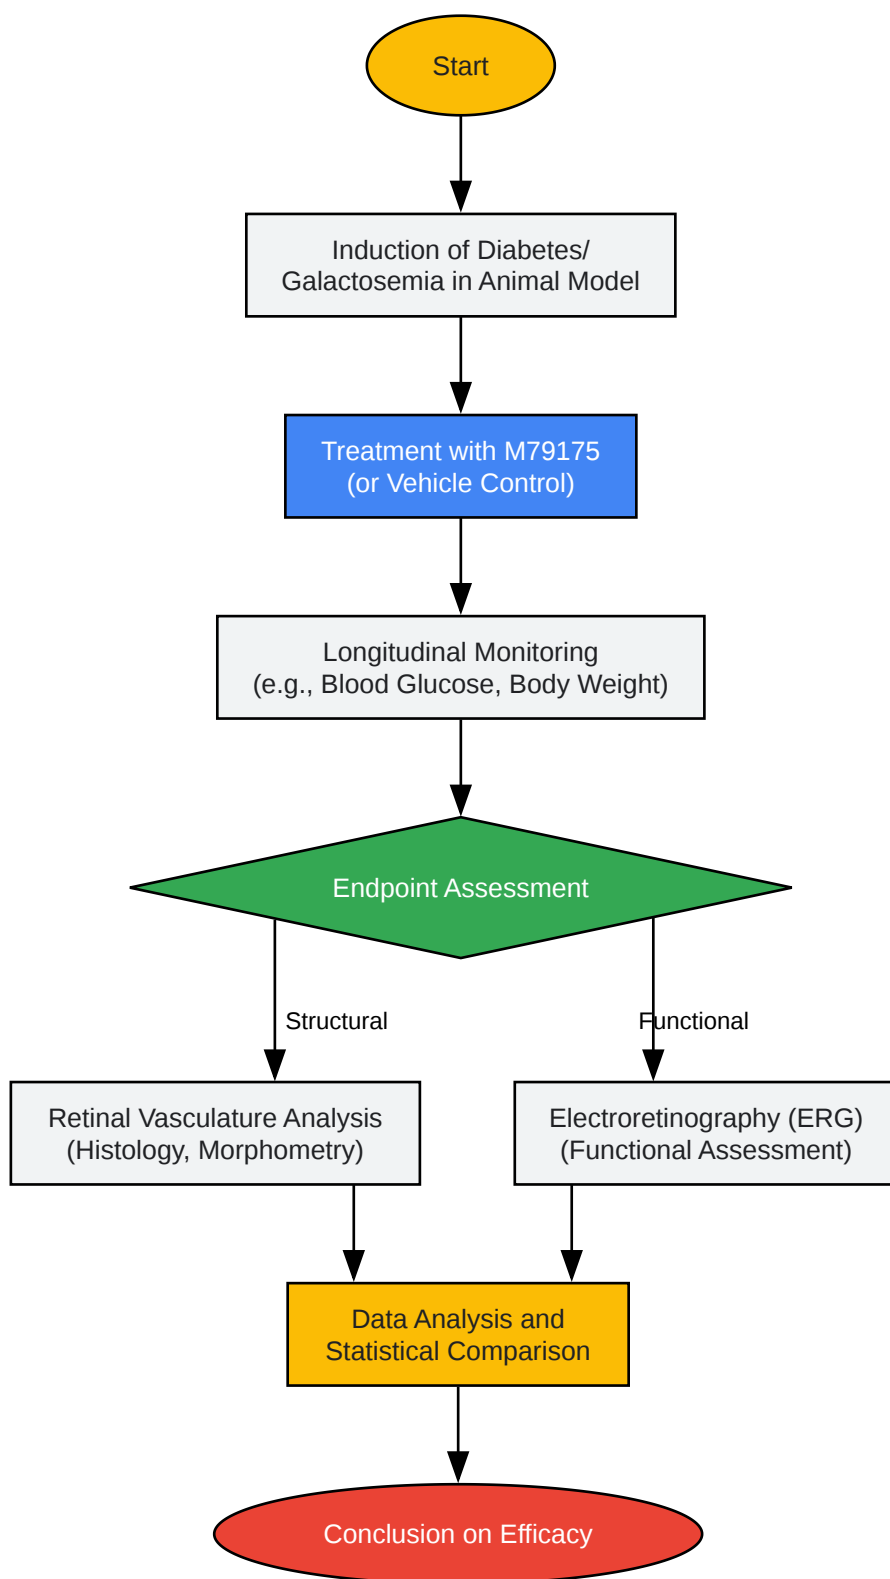 Start
Induction of Diabetes/
Galactosemia in Animal Model
Treatment with M79175
(or Vehicle Control)
Longitudinal Monitoring
(e.g., Blood Glucose, Body Weight)
Endpoint Assessment
Structural
Functional
Retinal Vasculature Analysis
(Histology, Morphometry)
Electroretinography (ERG)
(Functional Assessment)
Data Analysis and
Statistical Comparison
Conclusion on Efficacy